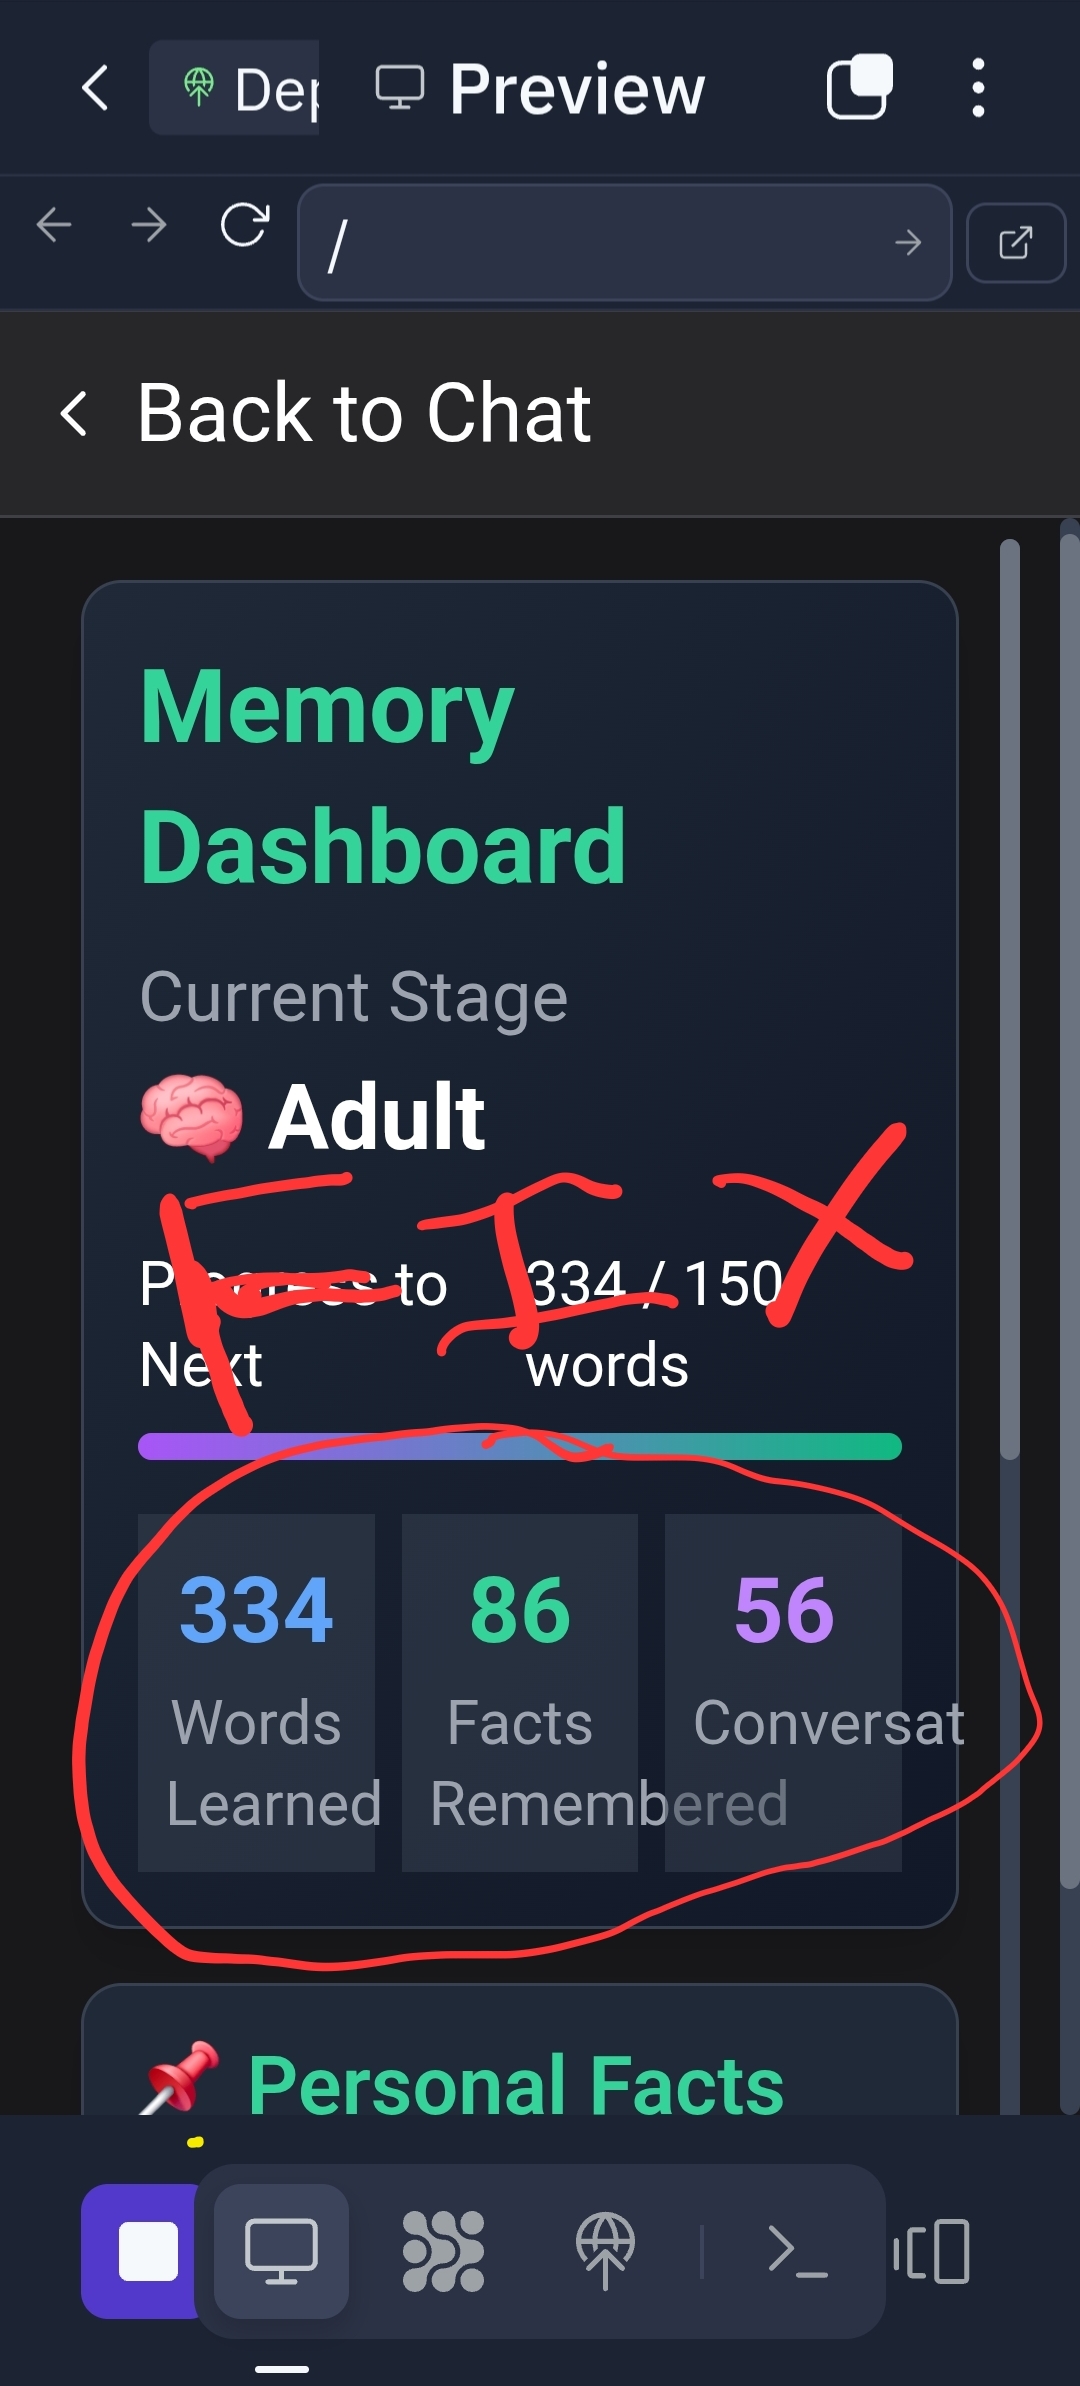 Dep
Preview
/
Back to Chat
Memory
Dashboard
Current Stage
Adult
FIX
Progress to
Next
334 / 150
words
334
Words
Learned
86
Facts
Remembered
56
Conversat
Personal Facts